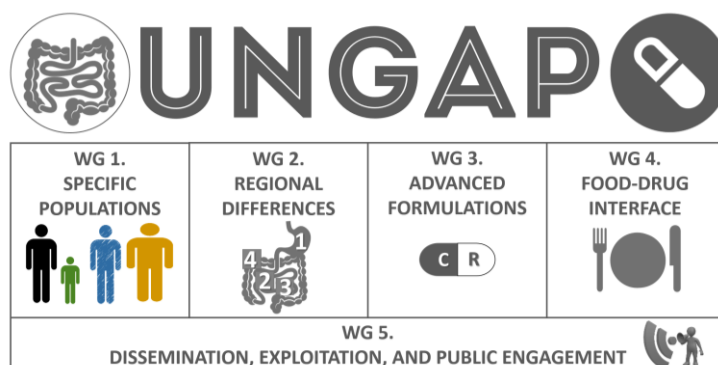 UNGAP
WG 1.
SPECIFIC
POPULATIONS
WG 2.
REGIONAL
DIFFERENCES
1
4
2
3
WG 3.
ADVANCED
FORMULATIONS
C R
WG 4.
FOOD-DRUG
INTERFACE
WG 5.
DISSEMINATION, EXPLOITATION, AND PUBLIC ENGAGEMENT